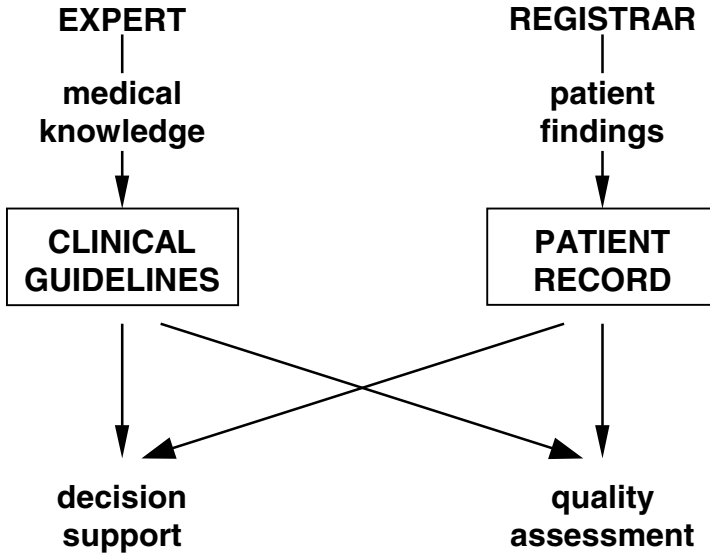 EXPERT
REGISTRAR
medical
knowledge
patient
findings
CLINICAL
GUIDELINES
PATIENT
RECORD
decision
support
quality
assessment